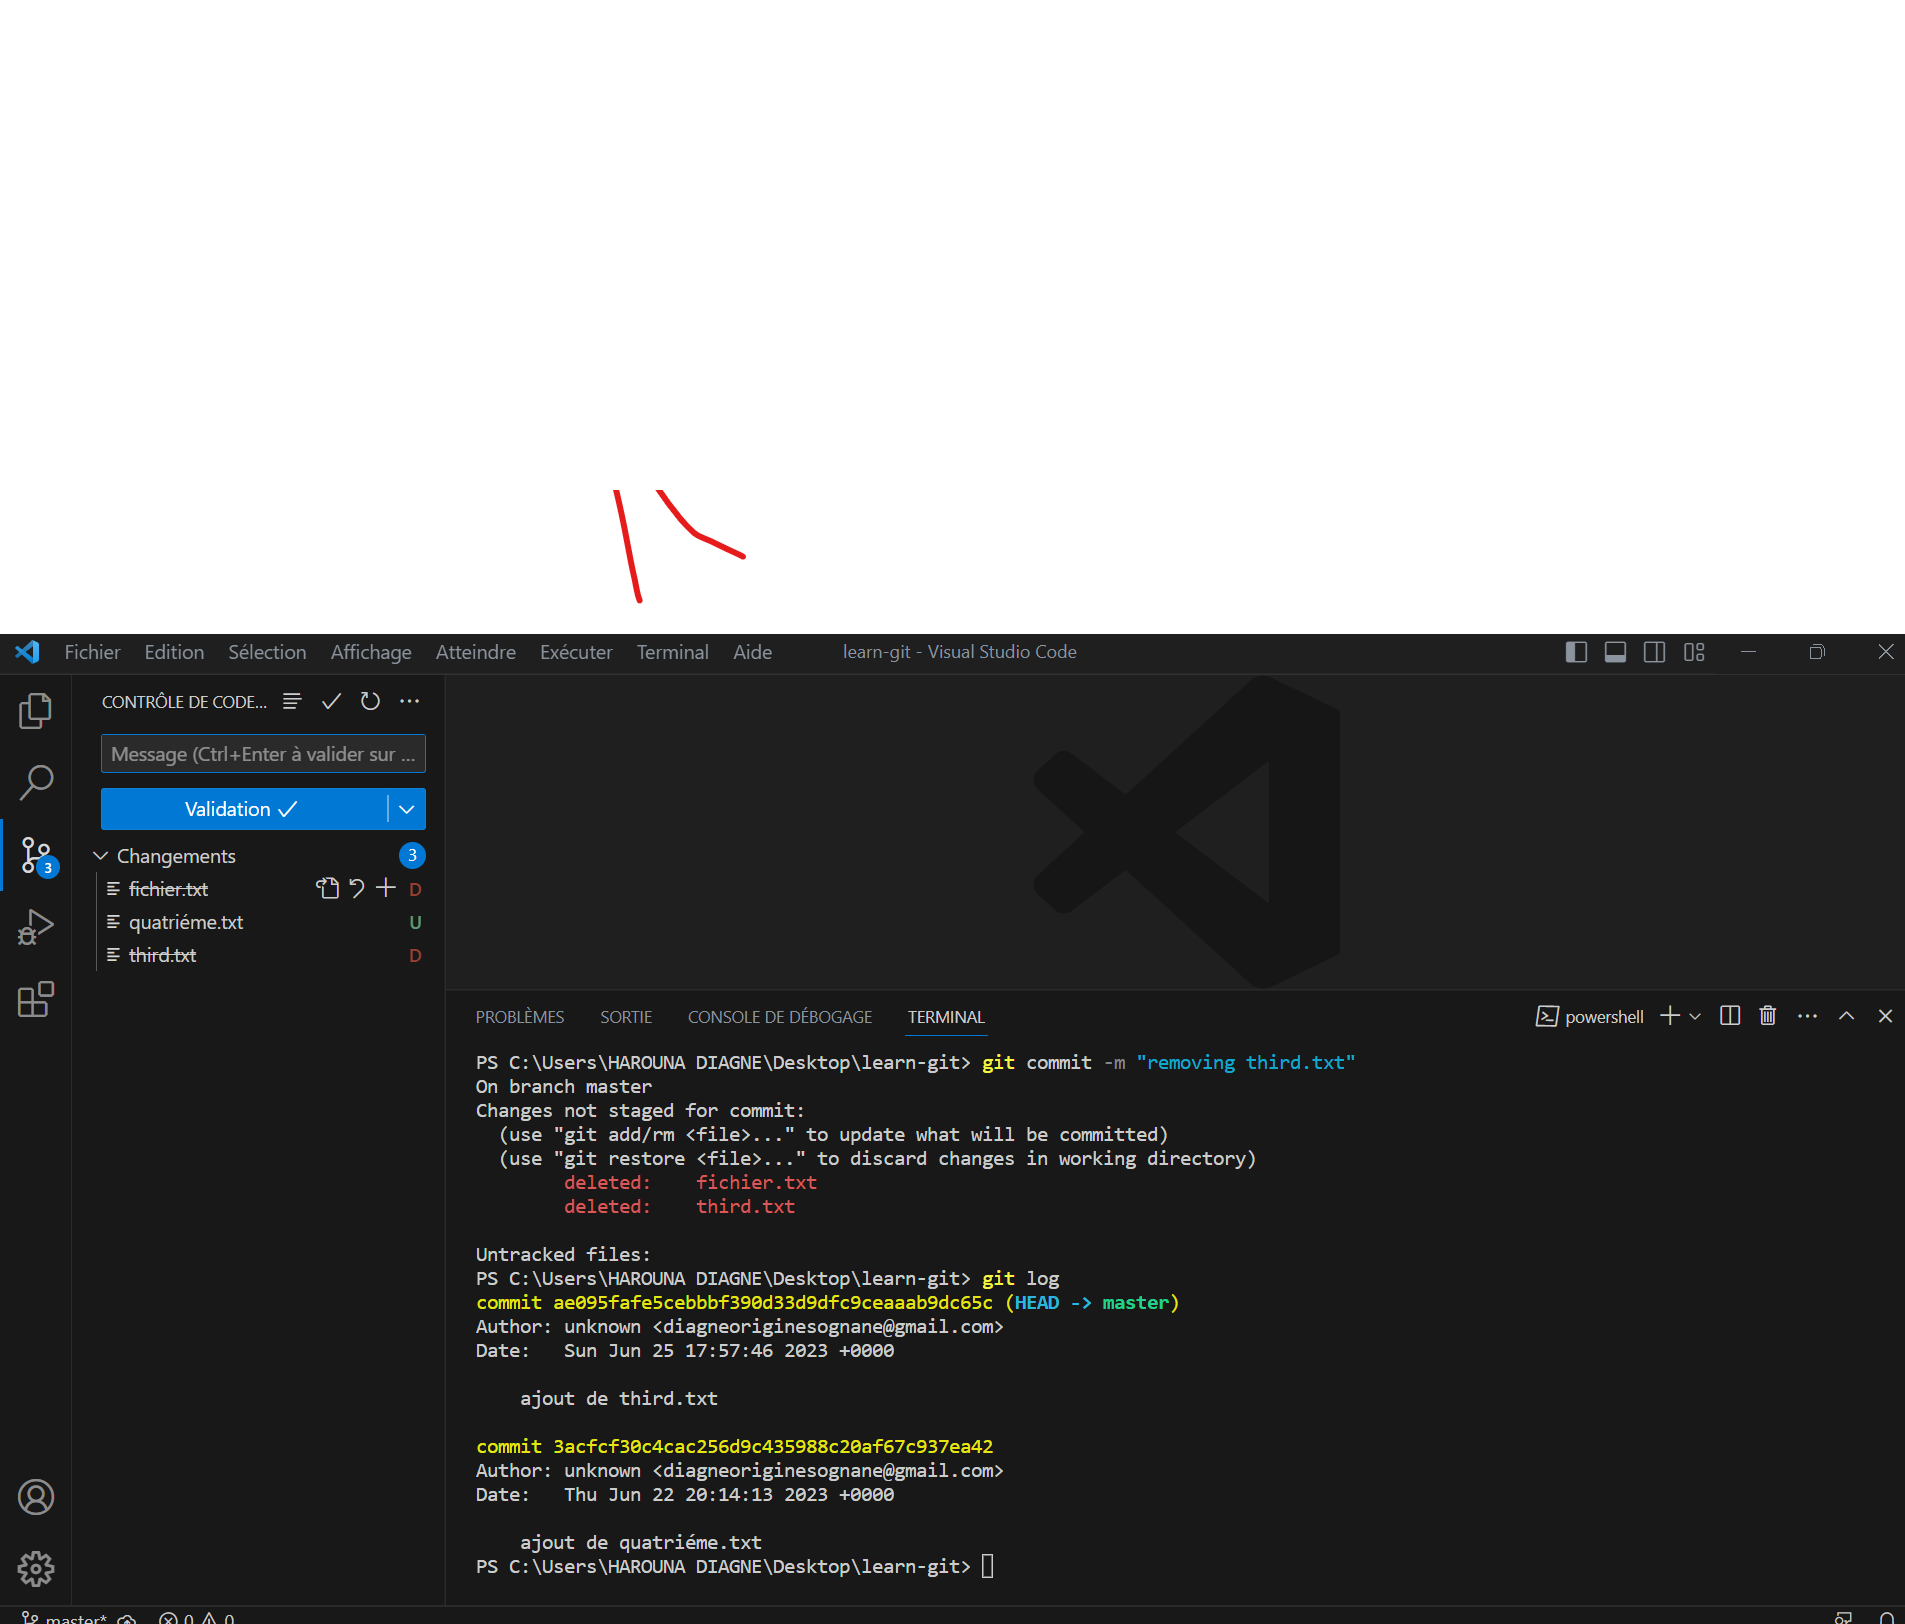 Fichier Edition Sélection Affichage Atteindre Exécuter Terminal Aide learn-git - Visual Studio Code
CONTRÔLE DE CODE...
Message (Ctrl+Enter à valider sur ...
Validation
Changements 3
3
fichier.txt D
quatriéme.txt U
third.txt D
PROBLÈMES SORTIE CONSOLE DE DÉBOGAGE TERMINAL powershell
PS C:\Users\HAROUNA DIAGNE\Desktop\learn-git> git commit -m "removing third.txt"
On branch master
Changes not staged for commit:
(use "git add/rm <file>..." to update what will be committed)
(use "git restore <file>..." to discard changes in working directory)
deleted: fichier.txt
deleted: third.txt
Untracked files:
PS C:\Users\HAROUNA DIAGNE\Desktop\learn-git> git log
commit ae095fafe5cebbbf390d33d9dfc9ceaaab9dc65c (HEAD -> master)
Author: unknown <diagneoriginesognane@gmail.com>
Date: Sun Jun 25 17:57:46 2023 +0000
ajout de third.txt
commit 3acfcf30c4cac256d9c435988c20af67c937ea42
Author: unknown <diagneoriginesognane@gmail.com>
Date: Thu Jun 22 20:14:13 2023 +0000
ajout de quatriéme.txt
PS C:\Users\HAROUNA DIAGNE\Desktop\learn-git>
master* 0 0